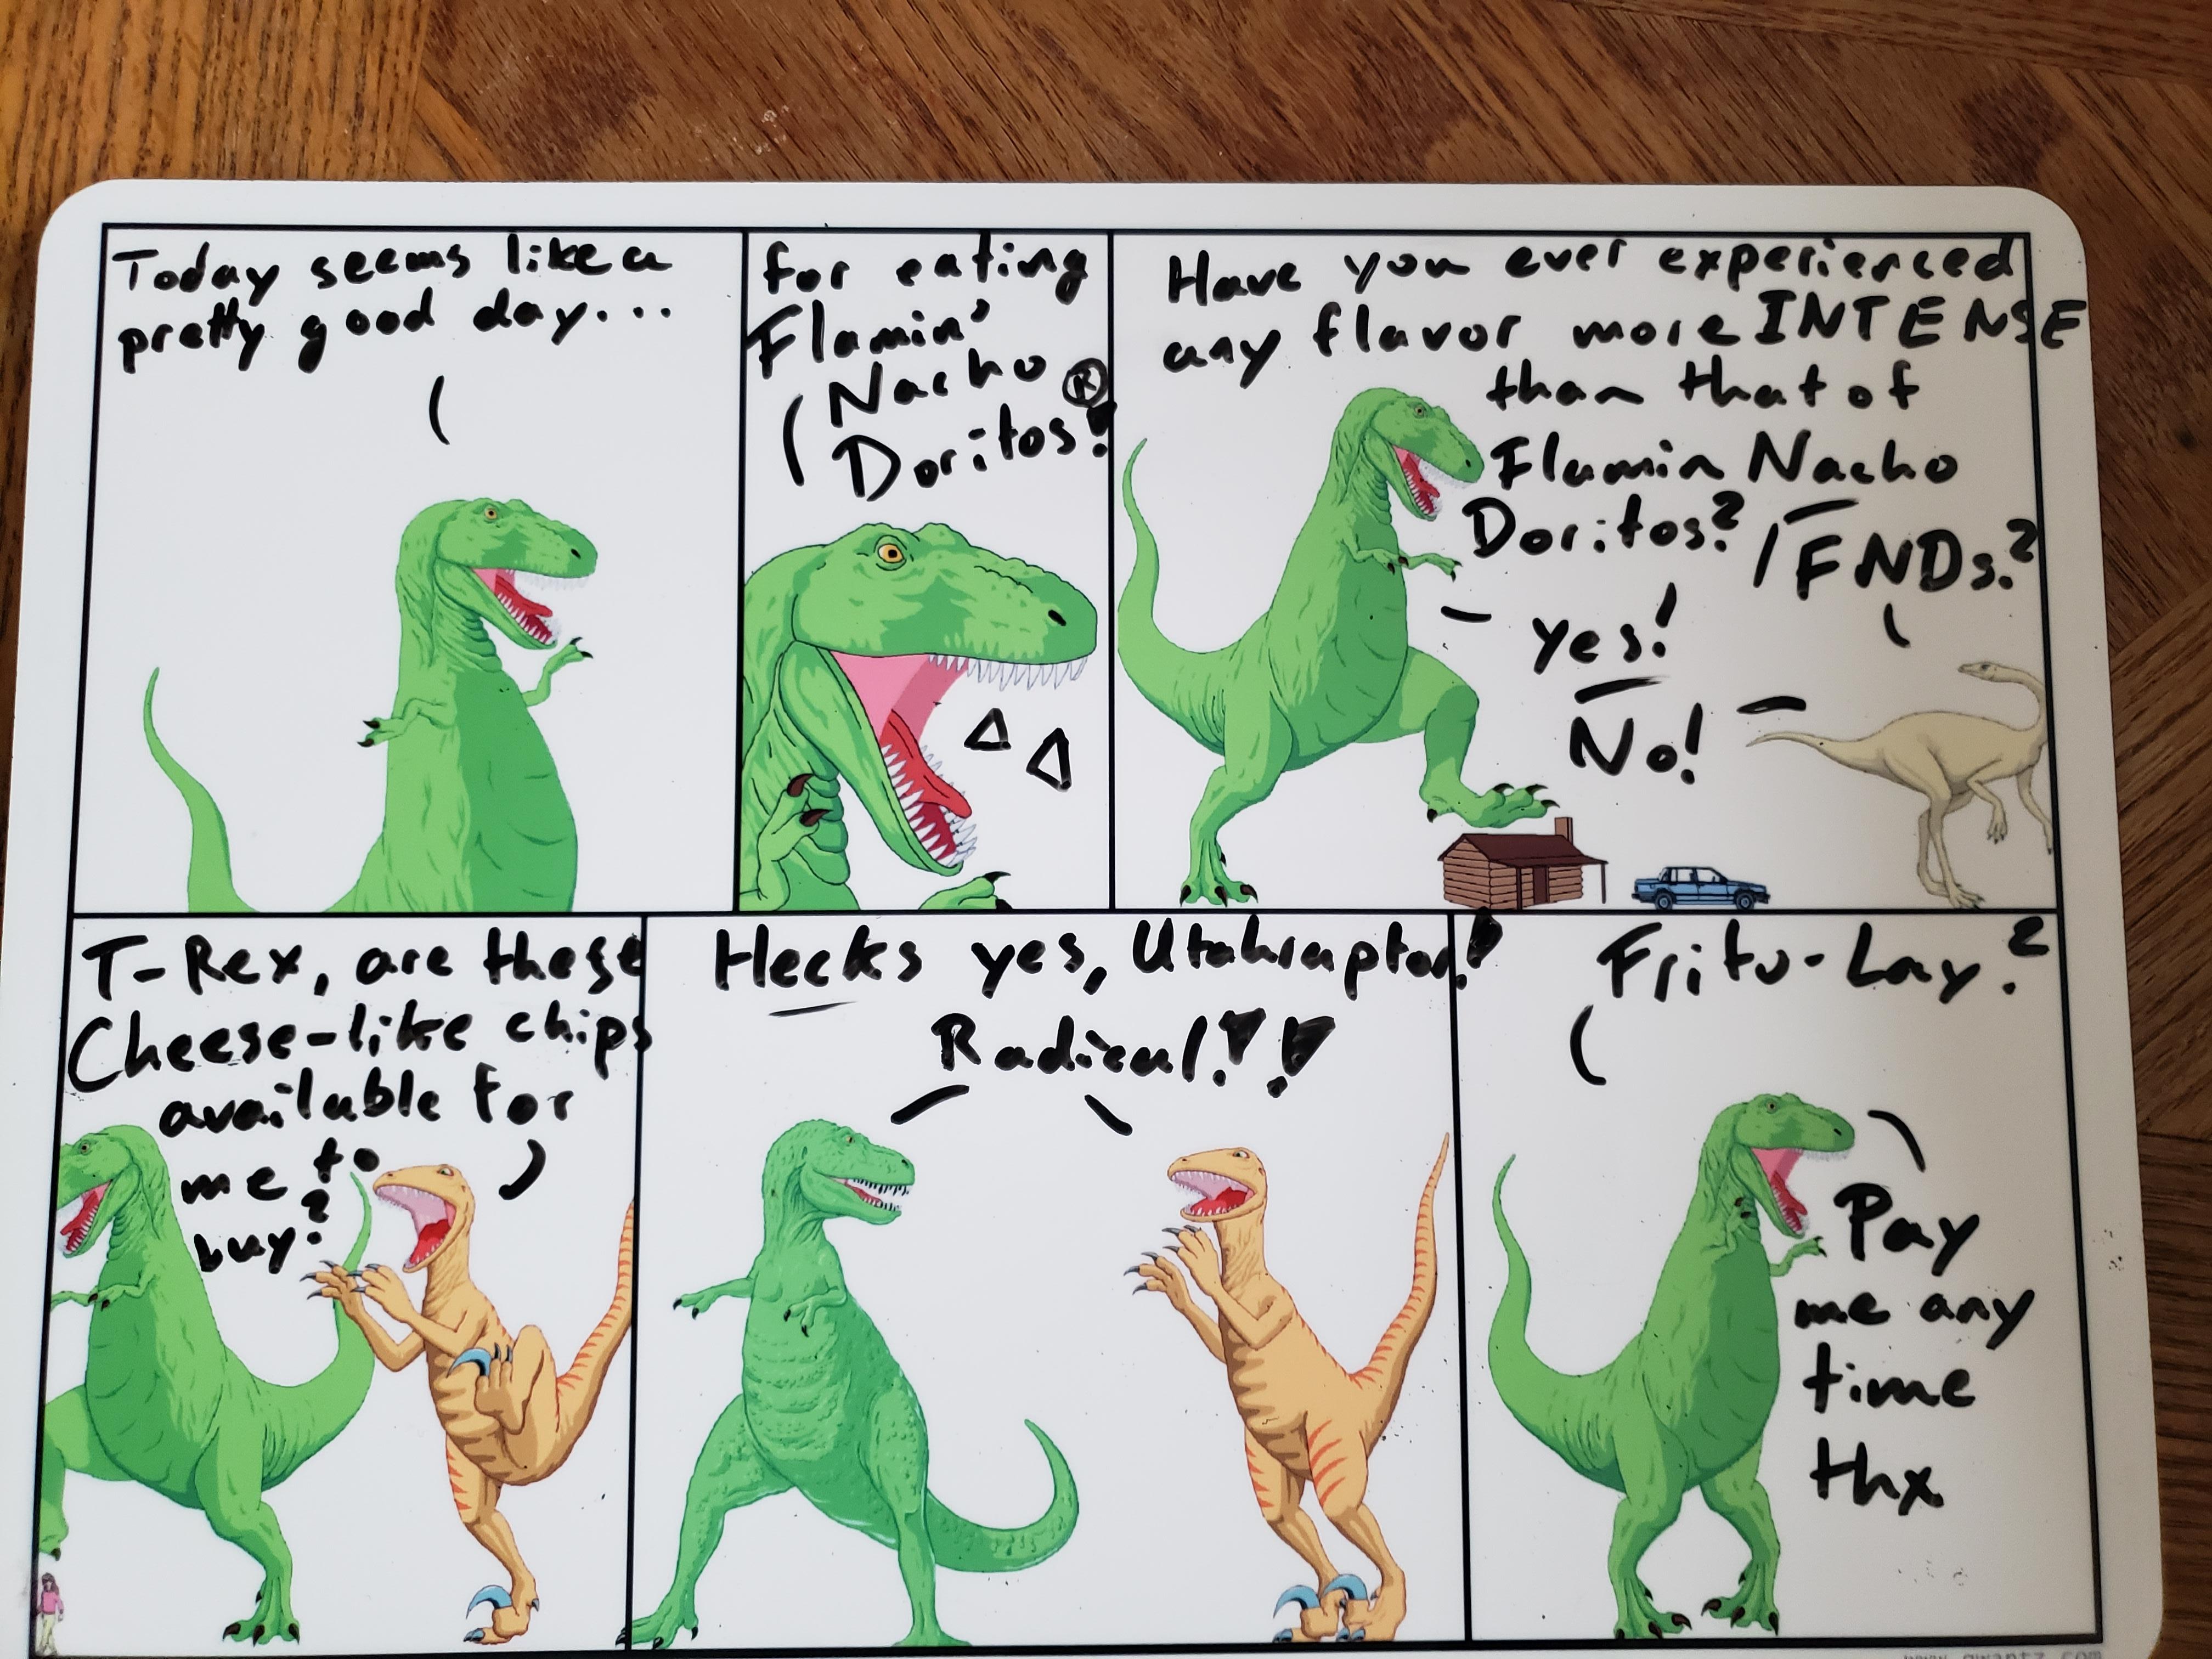 Today seems like a
pretty good day...
for eating
Flamin'
Nacho ®
Doritos!
Have you ever experienced
any flavor more INTENSE
than that of
Flamin Nacho
Doritos?
FNDs?
Yes!
No!
T-Rex, are these
Cheese-like chips
available for
me to
buy?
Hecks yes, Utahraptor!
Radical!!
Frito-Lay?
Pay
me any
time
thx
www.qwantz.com